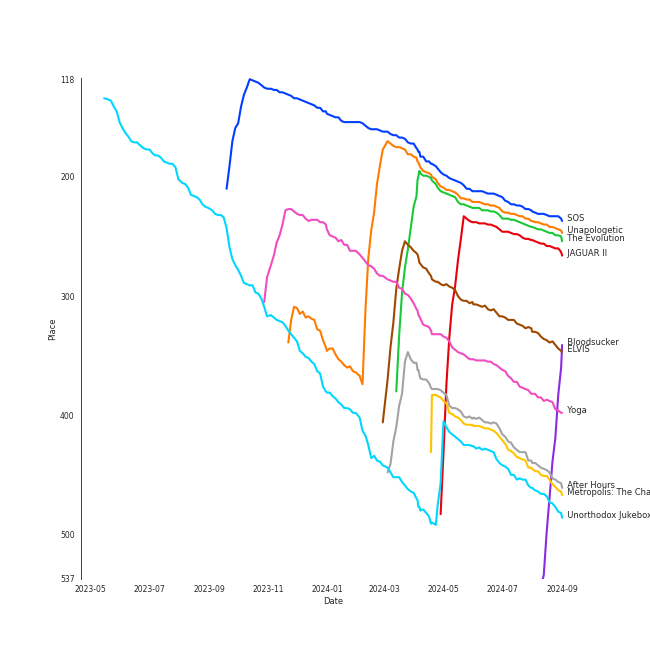 118
200
300
400
500
537
Place
2023-05
2023-07
2023-09
2023-11
2024-01
2024-03
2024-05
2024-07
2024-09
Date
SOS
Unapologetic
The Evolution
JAGUAR II
Bloodsucker
ELVIS
Yoga
After Hours
Metropolis: The Cha
Unorthodox Jukebox